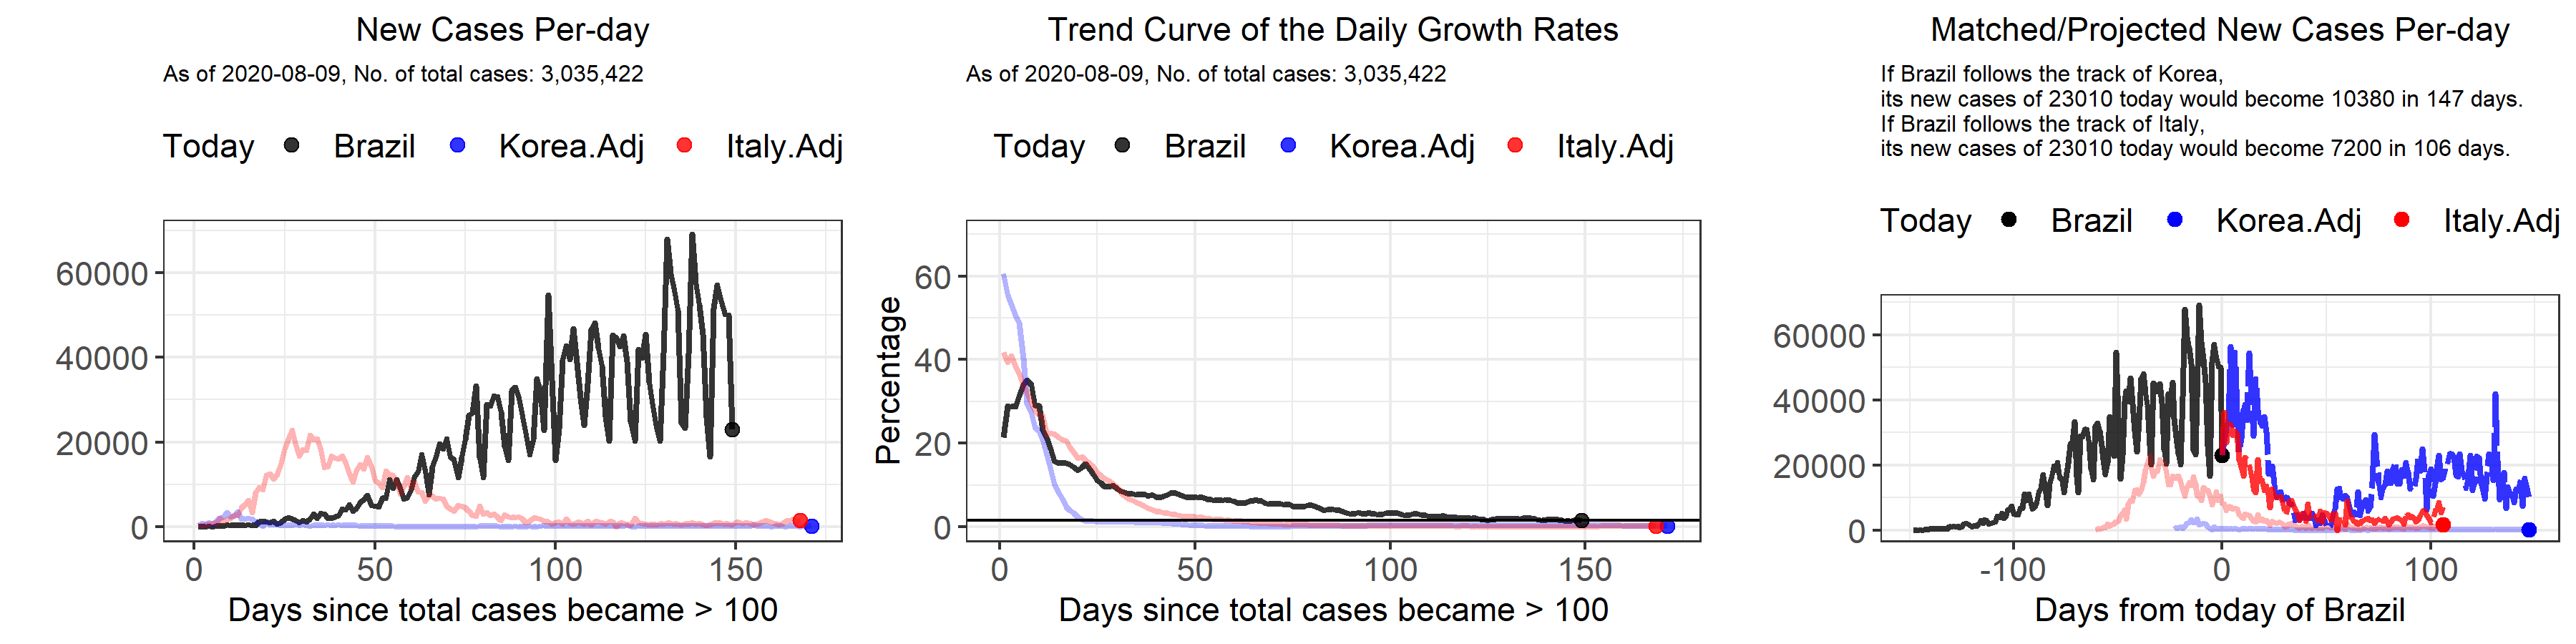 New Cases Per-day
As of 2020-08-09, No. of total cases: 3,035,422
Today Brazil Korea.Adj Italy.Adj
60000
40000
20000
0
0 50 100 150
Days since total cases became > 100
Trend Curve of the Daily Growth Rates
As of 2020-08-09, No. of total cases: 3,035,422
Today Brazil Korea.Adj Italy.Adj
Percentage
60
40
20
0
0 50 100 150
Days since total cases became > 100
Matched/Projected New Cases Per-day
If Brazil follows the track of Korea,
its new cases of 23010 today would become 10380 in 147 days.
If Brazil follows the track of Italy,
its new cases of 23010 today would become 7200 in 106 days.
Today Brazil Korea.Adj Italy.Adj
60000
40000
20000
0
-100 0 100
Days from today of Brazil